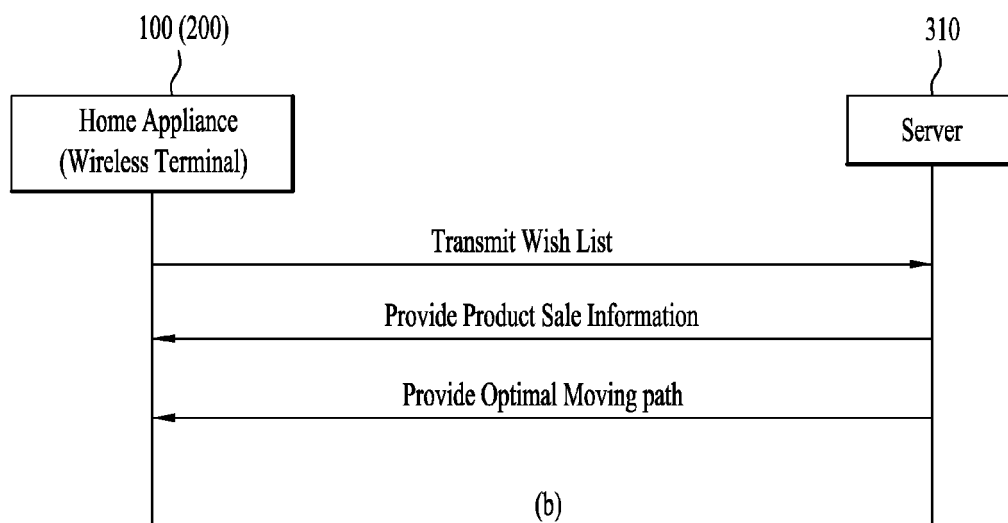 100 (200)
310
Home Appliance
(Wireless Terminal)
Server
Transmit Wish List
Provide Product Sale Information
Provide Optimal Moving path
(b)